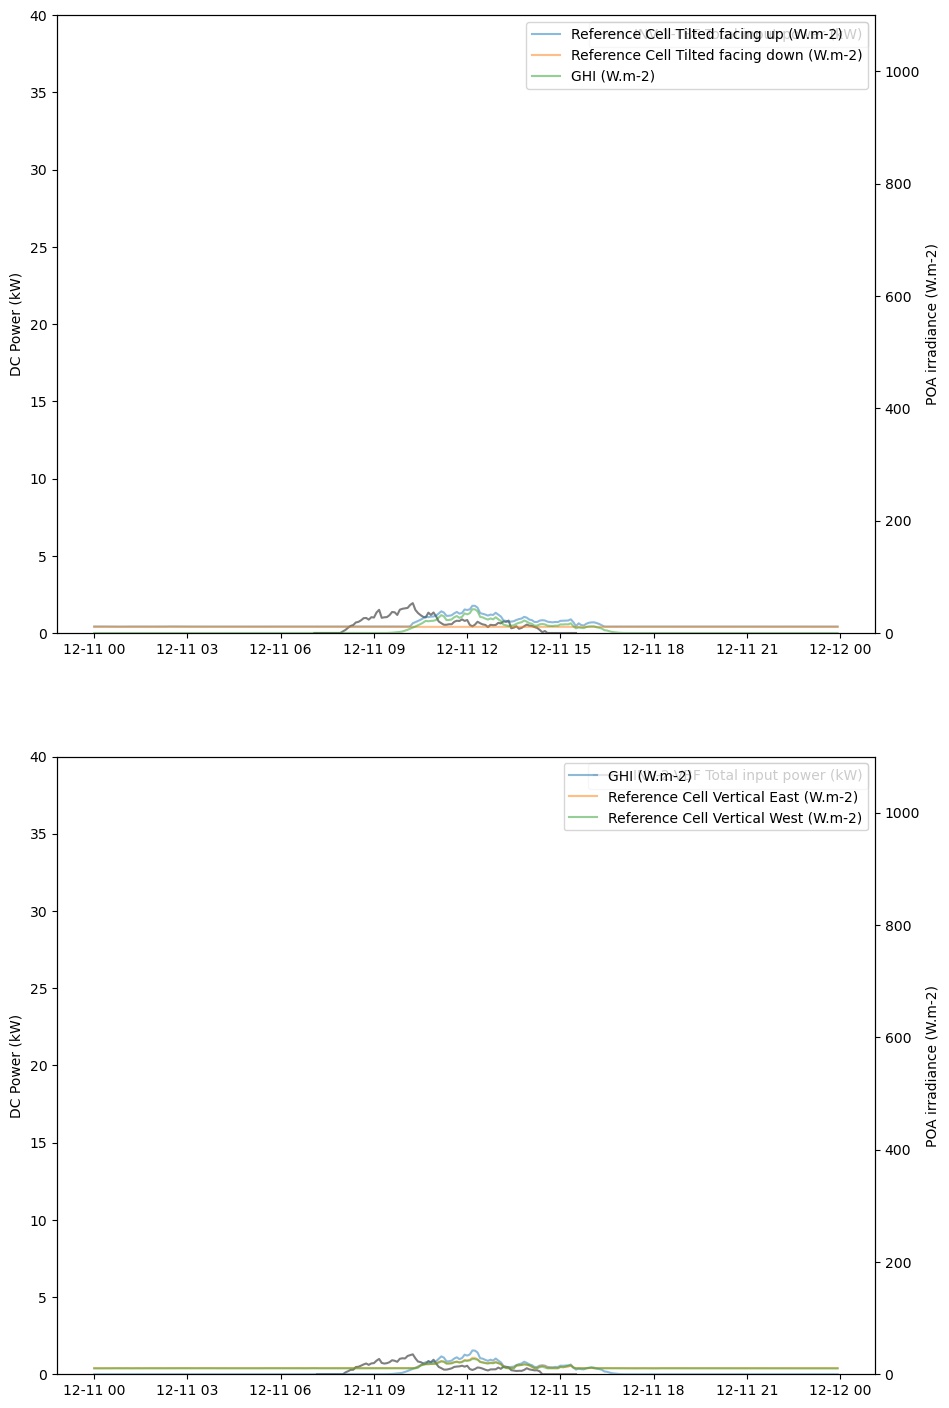 40
35
30
25
20
15
10
5
0
DC Power (kW)
Reference Cell Tilted facing up (W.m-2)
Reference Cell Tilted facing down (W.m-2)
GHI (W.m-2)
1000
800
600
400
200
0
POA irradiance (W.m-2)
12-11 00 12-11 03 12-11 06 12-11 09 12-11 12 12-11 15 12-11 18 12-11 21 12-12 00
40
35
30
25
20
15
10
5
0
DC Power (kW)
GHI (W.m-2) Total input power (kW)
Reference Cell Vertical East (W.m-2)
Reference Cell Vertical West (W.m-2)
1000
800
600
400
200
0
POA irradiance (W.m-2)
12-11 00 12-11 03 12-11 06 12-11 09 12-11 12 12-11 15 12-11 18 12-11 21 12-12 00